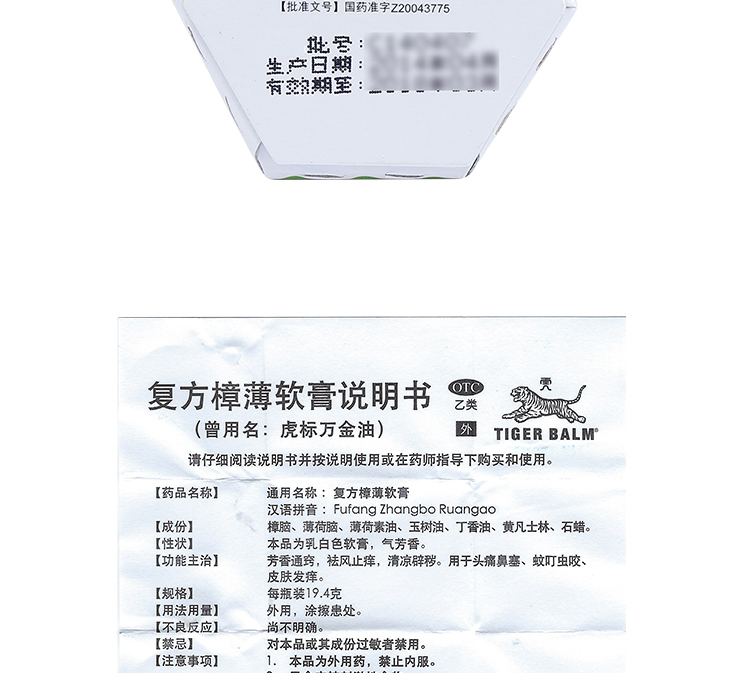 【批准文号】国药准字Z20043775
批号：
生产日期：
有效期至：
复方樟薄软膏说明书
（曾用名：虎标万金油）
OTC
乙类
外
TIGER BALM®
请仔细阅读说明书并按说明使用或在药师指导下购买和使用。
【药品名称】 通用名称：复方樟薄软膏
汉语拼音：Fufang Zhangbo Ruangao
【成份】 樟脑、薄荷脑、薄荷素油、玉树油、丁香油、黄凡士林、石蜡。
【性状】 本品为乳白色软膏，气芳香。
【功能主治】 芳香通窍，祛风止痒，清凉辟秽。用于头痛鼻塞、蚊叮虫咬、
皮肤发痒。
【规格】 每瓶装19.4克
【用法用量】 外用，涂擦患处。
【不良反应】 尚不明确。
【禁忌】 对本品或其成份过敏者禁用。
【注意事项】 1. 本品为外用药，禁止内服。